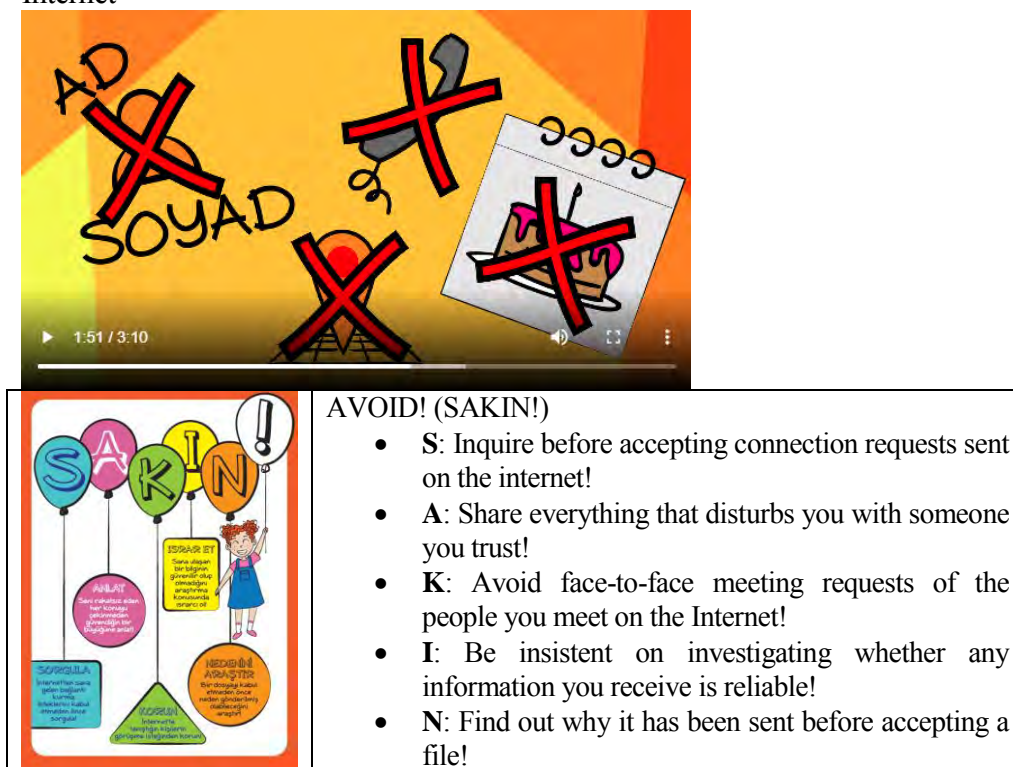 Internet
AD
SOYAD
1:51 / 3:10
SAKIN!
ISRAR ET
Sana ulaşan
bir bilginin
güvenilir olup
olmadığını
araştırma
konusunda
ısrarcı ol!
ANLAT
Seni rahatsız eden
her konuyu
çekinmeden
güvendiğin bir
büyüğüne anlat!
SORGULA
İnternetten sana
gelen bağlantı
kurma
isteklerini kabul
etmeden önce
sorgula!
KORUN
İnternette
tanıştığın kişilerin
görüşme isteğinden korun!
NEDENİNİ
ARAŞTIR
Bir dosyayı kabul
etmeden önce
neden gönderilmiş
olabileceğini
araştır!
AVOID! (SAKIN!)
• S: Inquire before accepting connection requests sent
on the internet!
• A: Share everything that disturbs you with someone
you trust!
• K: Avoid face-to-face meeting requests of the
people you meet on the Internet!
• I: Be insistent on investigating whether any
information you receive is reliable!
• N: Find out why it has been sent before accepting a
file!